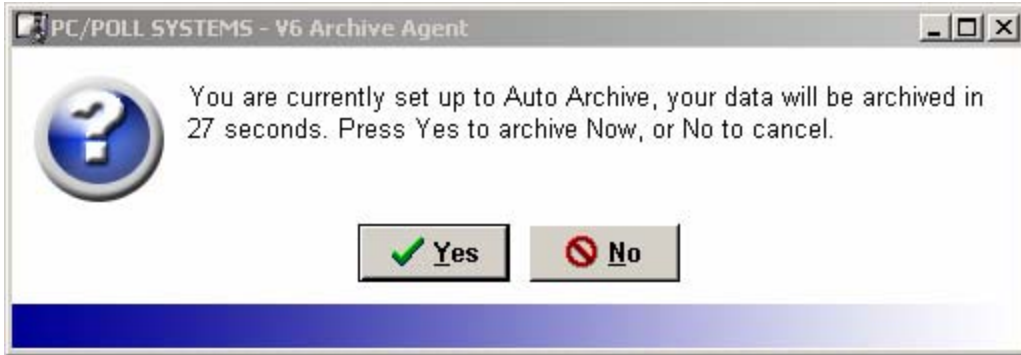 PC/POLL SYSTEMS - V6 Archive Agent
You are currently set up to Auto Archive, your data will be archived in
27 seconds. Press Yes to archive Now, or No to cancel.
Yes
No